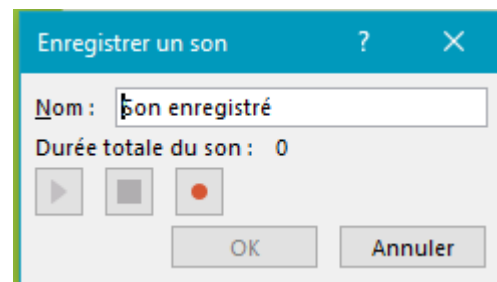 Enregistrer un son ?
Nom : Son enregistré
Durée totale du son : 0
OK Annuler